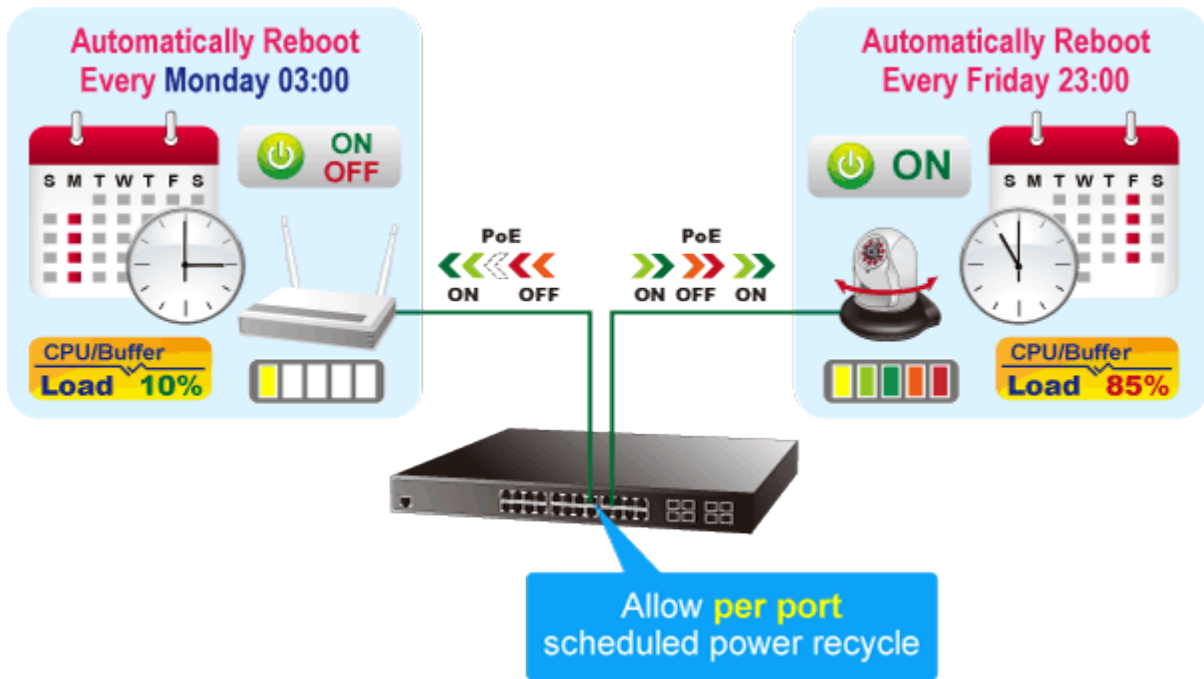 Automatically Reboot
Every Monday 03:00
ON
OFF
S M T W T F S
CPU/Buffer
Load 10%
PoE
ON OFF
PoE
ON OFF ON
Automatically Reboot
Every Friday 23:00
ON
S M T W T F S
CPU/Buffer
Load 85%
Allow per port
scheduled power recycle